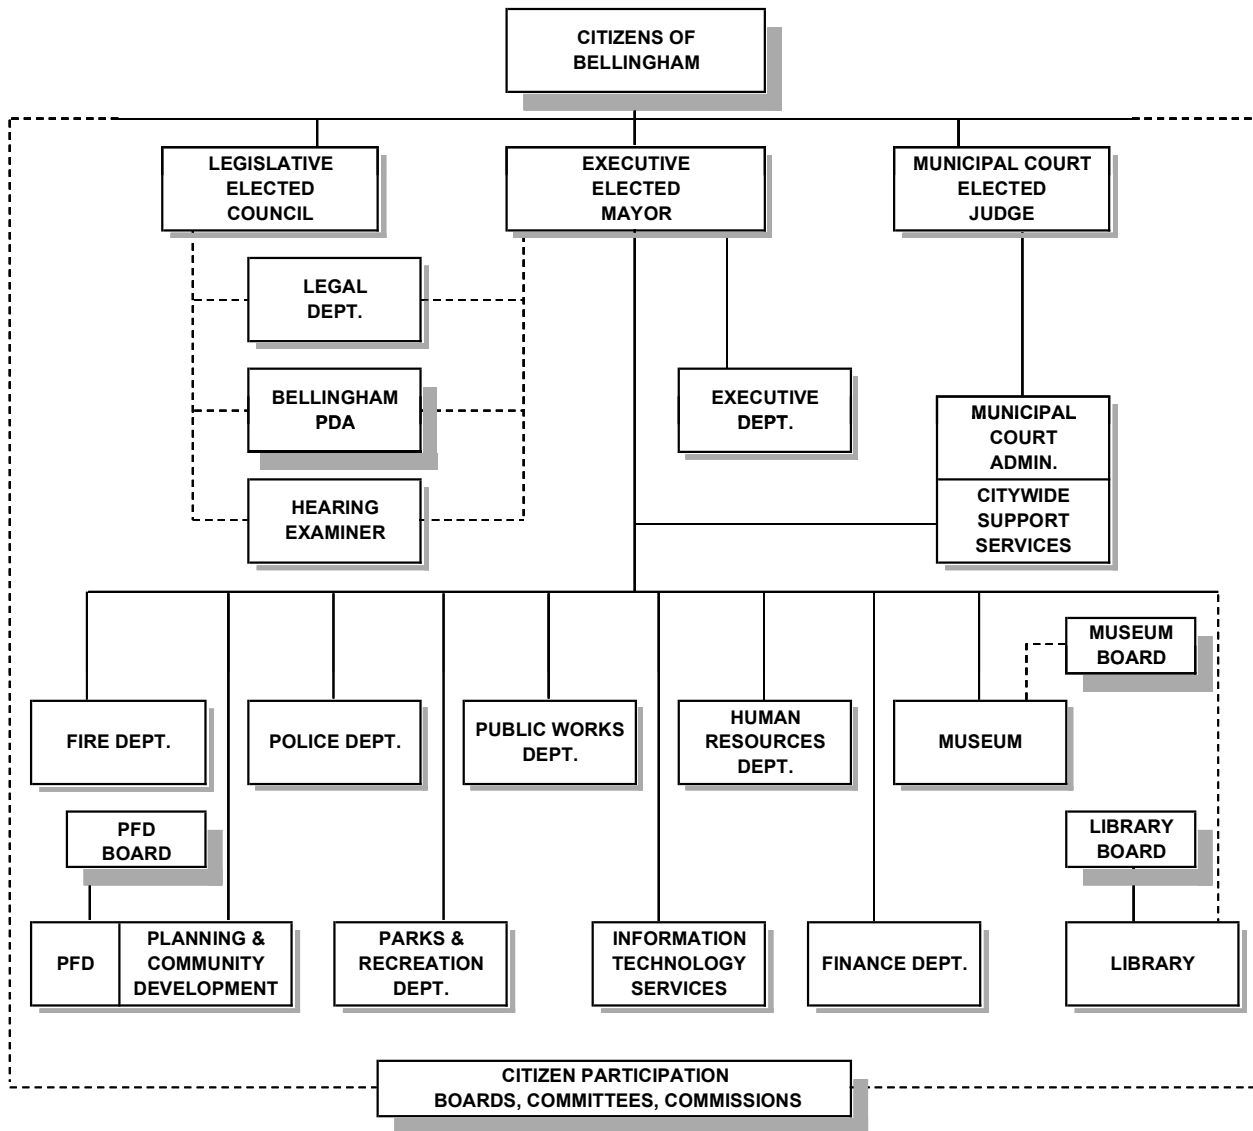 CITIZENS OF
BELLINGHAM
LEGISLATIVE
ELECTED
COUNCIL
EXECUTIVE
ELECTED
MAYOR
MUNICIPAL COURT
ELECTED
JUDGE
LEGAL
DEPT.
BELLINGHAM
PDA
HEARING
EXAMINER
EXECUTIVE
DEPT.
MUNICIPAL
COURT
ADMIN.
CITYWIDE
SUPPORT
SERVICES
MUSEUM
BOARD
FIRE DEPT.
POLICE DEPT.
PUBLIC WORKS
DEPT.
HUMAN
RESOURCES
DEPT.
MUSEUM
PFD
BOARD
LIBRARY
BOARD
PFD
PLANNING &
COMMUNITY
DEVELOPMENT
PARKS &
RECREATION
DEPT.
INFORMATION
TECHNOLOGY
SERVICES
FINANCE DEPT.
LIBRARY
CITIZEN PARTICIPATION
BOARDS, COMMITTEES, COMMISSIONS